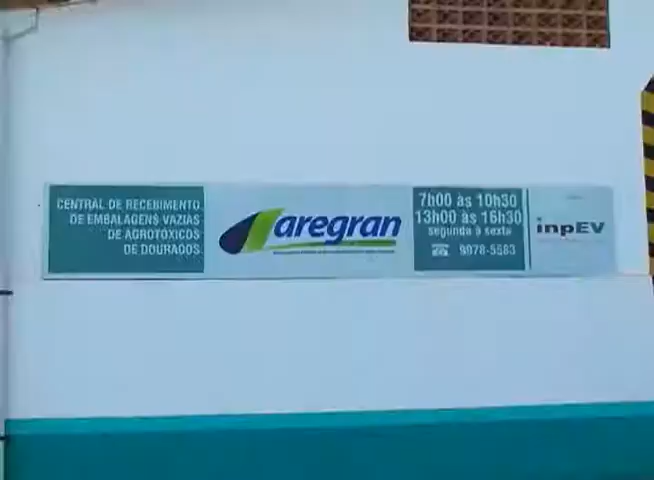 CENTRAL DE RECEBIMENTO
DE EMBALAGENS VAZIAS
DE AGROTÓXICOS
DE DOURADOS
aregran
7h00 às 10h30
13h00 às 16h30
segunda à sexta
☎ 9978-5583
inpEV